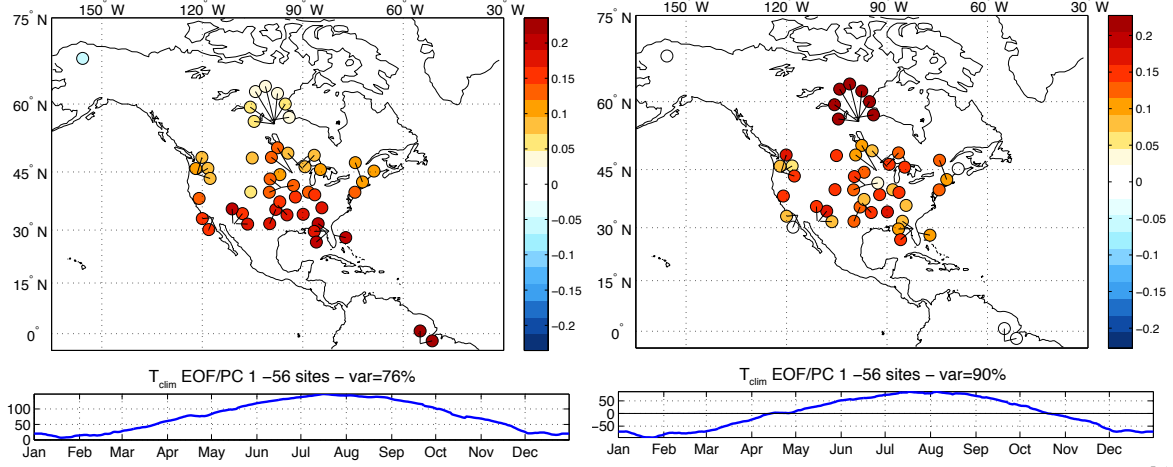 150° W 120° W 90° W 60° W 30° W
75° N
60° N
45° N
30° N
15° N
0°
0.2
0.15
0.1
0.05
0
−0.05
−0.1
−0.15
−0.2
T_clim EOF/PC 1 −56 sites − var=76%
100
50
0
Jan Feb Mar Apr May Jun Jul Aug Sep Oct Nov Dec
150° W 120° W 90° W 60° W 30° W
75° N
60° N
45° N
30° N
15° N
0°
0.2
0.15
0.1
0.05
0
−0.05
−0.1
−0.15
−0.2
T_clim EOF/PC 1 −56 sites − var=90%
50
0
−50
Jan Feb Mar Apr May Jun Jul Aug Sep Oct Nov Dec